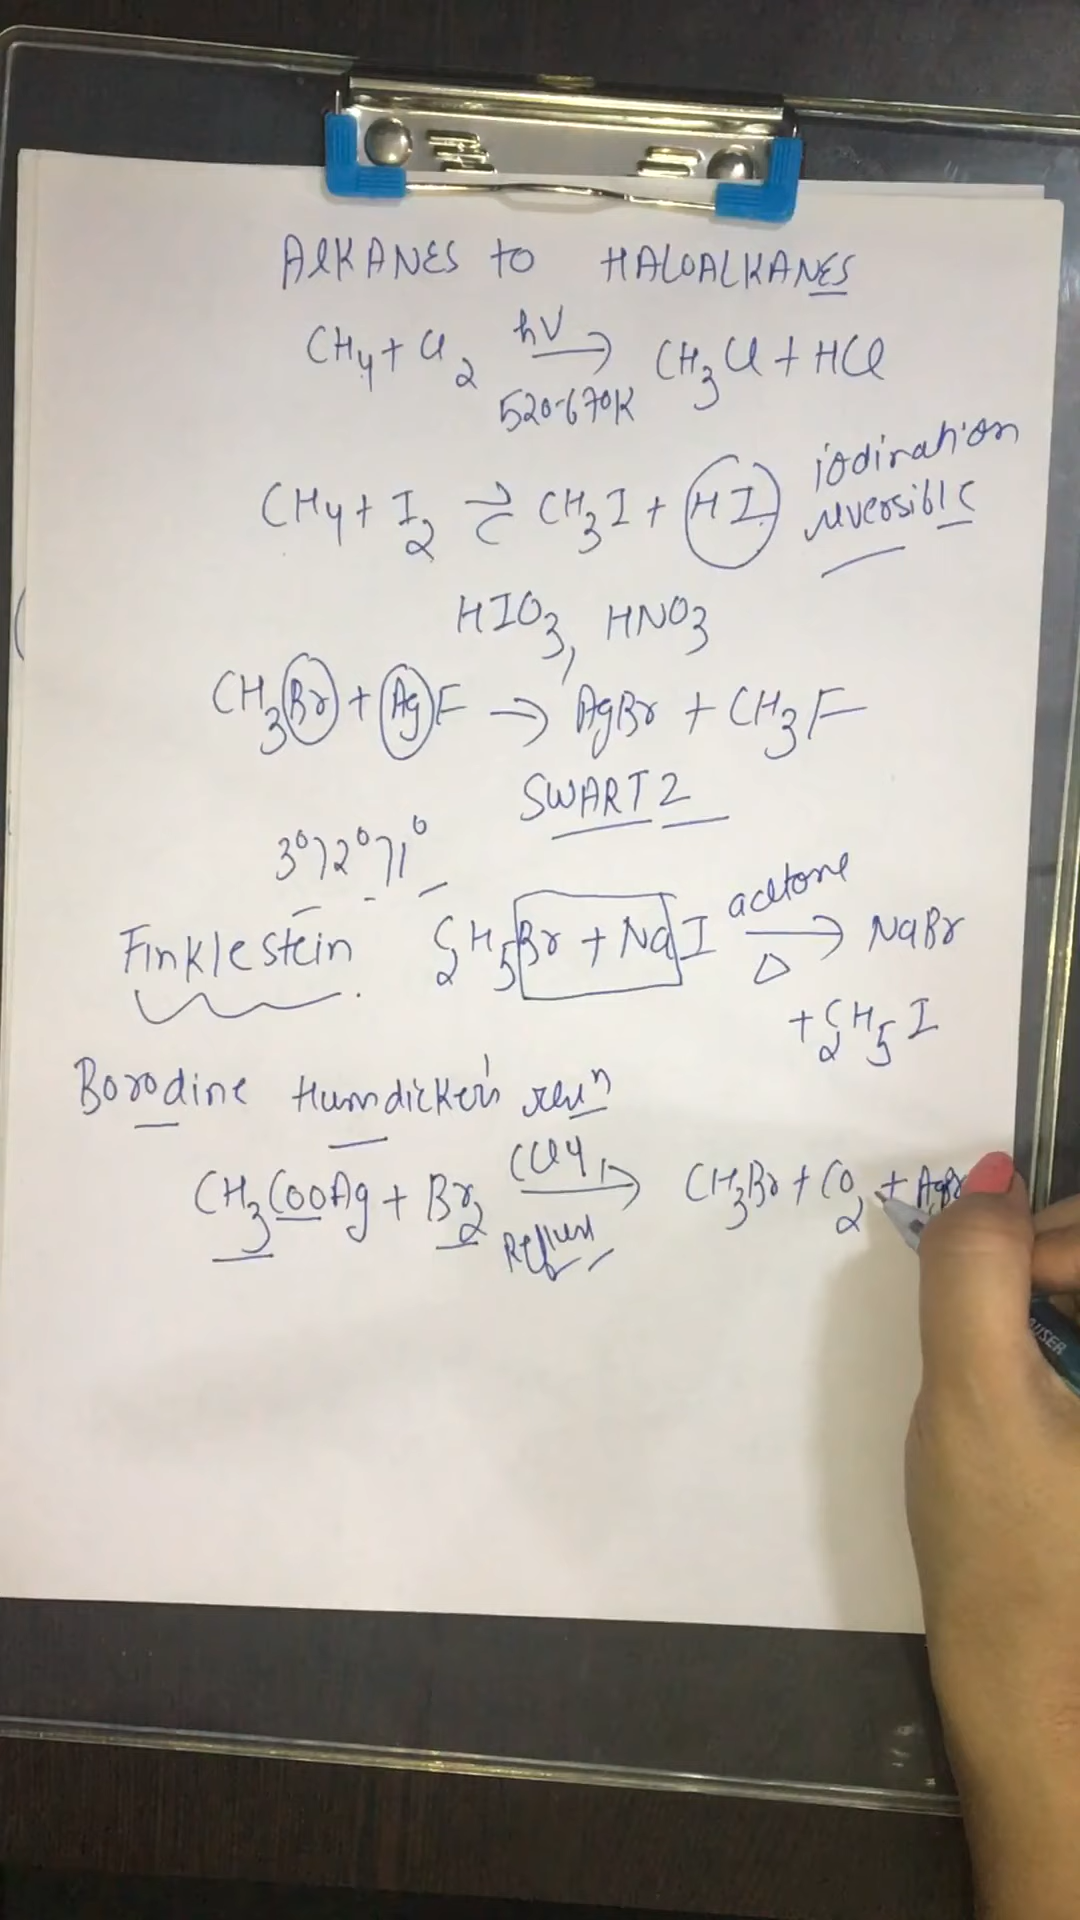 ALKANES to HALOALKANES
CH4 + Cl2 hν → CH3Cl + HCl
520-670K
CH4 + I2 ⇌ CH3I + HI iodination
reversible
HIO3, HNO3
CH3Br + AgF → AgBr + CH3F
SWARTZ
3°>2°>1°
Finklestein C2H5Br + NaI acetone → NaBr
Δ
+ C2H5I
Borodine Hundicker's rexn
CH3COOAg + Br2 CCl4, → CH3Br + CO2 + AgBr
Reflux